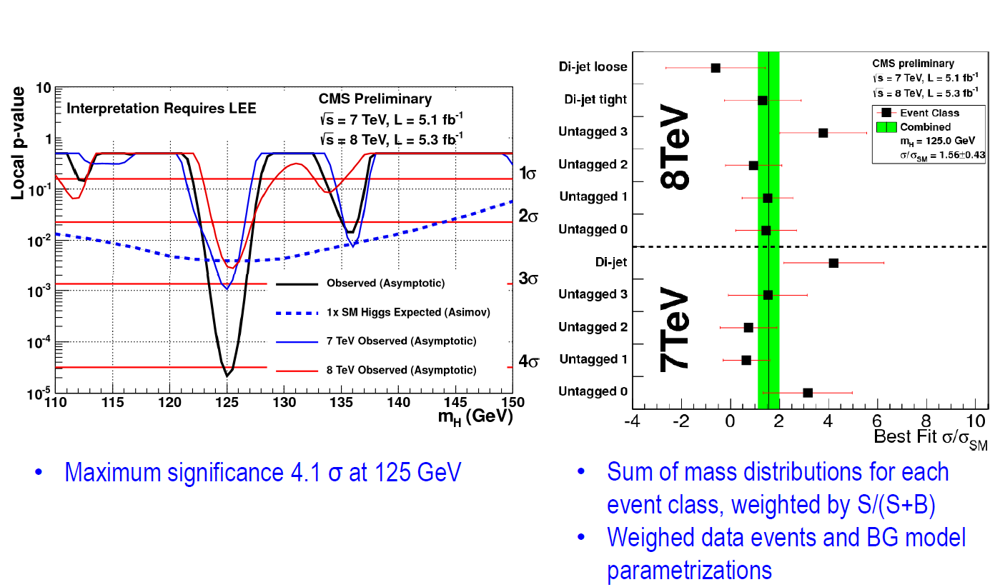 Local p-value
10
1
10-1
10-2
10-3
10-4
10-5
Interpretation Requires LEE
CMS Preliminary
√s = 7 TeV, L = 5.1 fb-1
√s = 8 TeV, L = 5.3 fb-1
1σ
2σ
3σ
4σ
Observed (Asymptotic)
1x SM Higgs Expected (Asimov)
7 TeV Observed (Asymptotic)
8 TeV Observed (Asymptotic)
110 115 120 125 130 135 140 145 150
mH (GeV)
• Maximum significance 4.1 σ at 125 GeV
Di-jet loose
Di-jet tight
Untagged 3
Untagged 2
Untagged 1
Untagged 0
Di-jet
Untagged 3
Untagged 2
Untagged 1
Untagged 0
8TeV
7TeV
CMS preliminary
√s = 7 TeV, L = 5.1 fb-1
√s = 8 TeV, L = 5.3 fb-1
Event Class
Combined
mH = 125.0 GeV
σ/σSM = 1.56±0.43
-4 -2 0 2 4 6 8 10
Best Fit σ/σSM
• Sum of mass distributions for each
event class, weighted by S/(S+B)
• Weighed data events and BG model
parametrizations